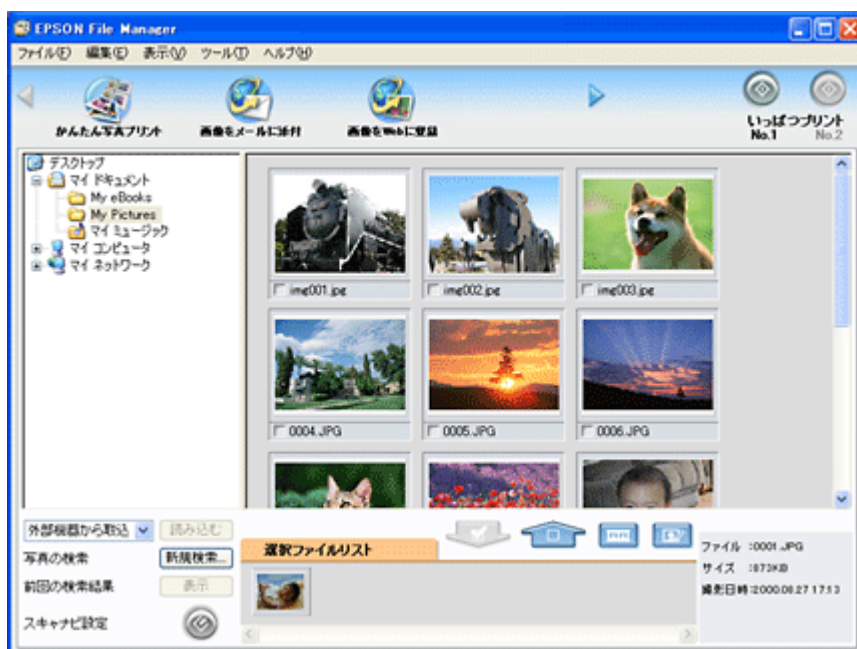 EPSON File Manager
ファイル(F) 編集(E) 表示(V) ツール(T) ヘルプ(H)
かんたん写真プリント 画像をメールに添付 画像をWebに登録
いっぱつプリント
No.1 No.2
デスクトップ
マイ ドキュメント
My eBooks
My Pictures
マイ ミュージック
マイ コンピュータ
マイ ネットワーク
img001.jpg img002.jpg img003.jpg
0004.JPG 0005.JPG 0006.JPG
外部機器から取込 読み込む
写真の検索 新規検索...
前回の検索結果 表示
スキャナビ設定
選択ファイルリスト
ファイル :0001.JPG
サイズ :873KB
撮影日時:2000.08.27 17:13